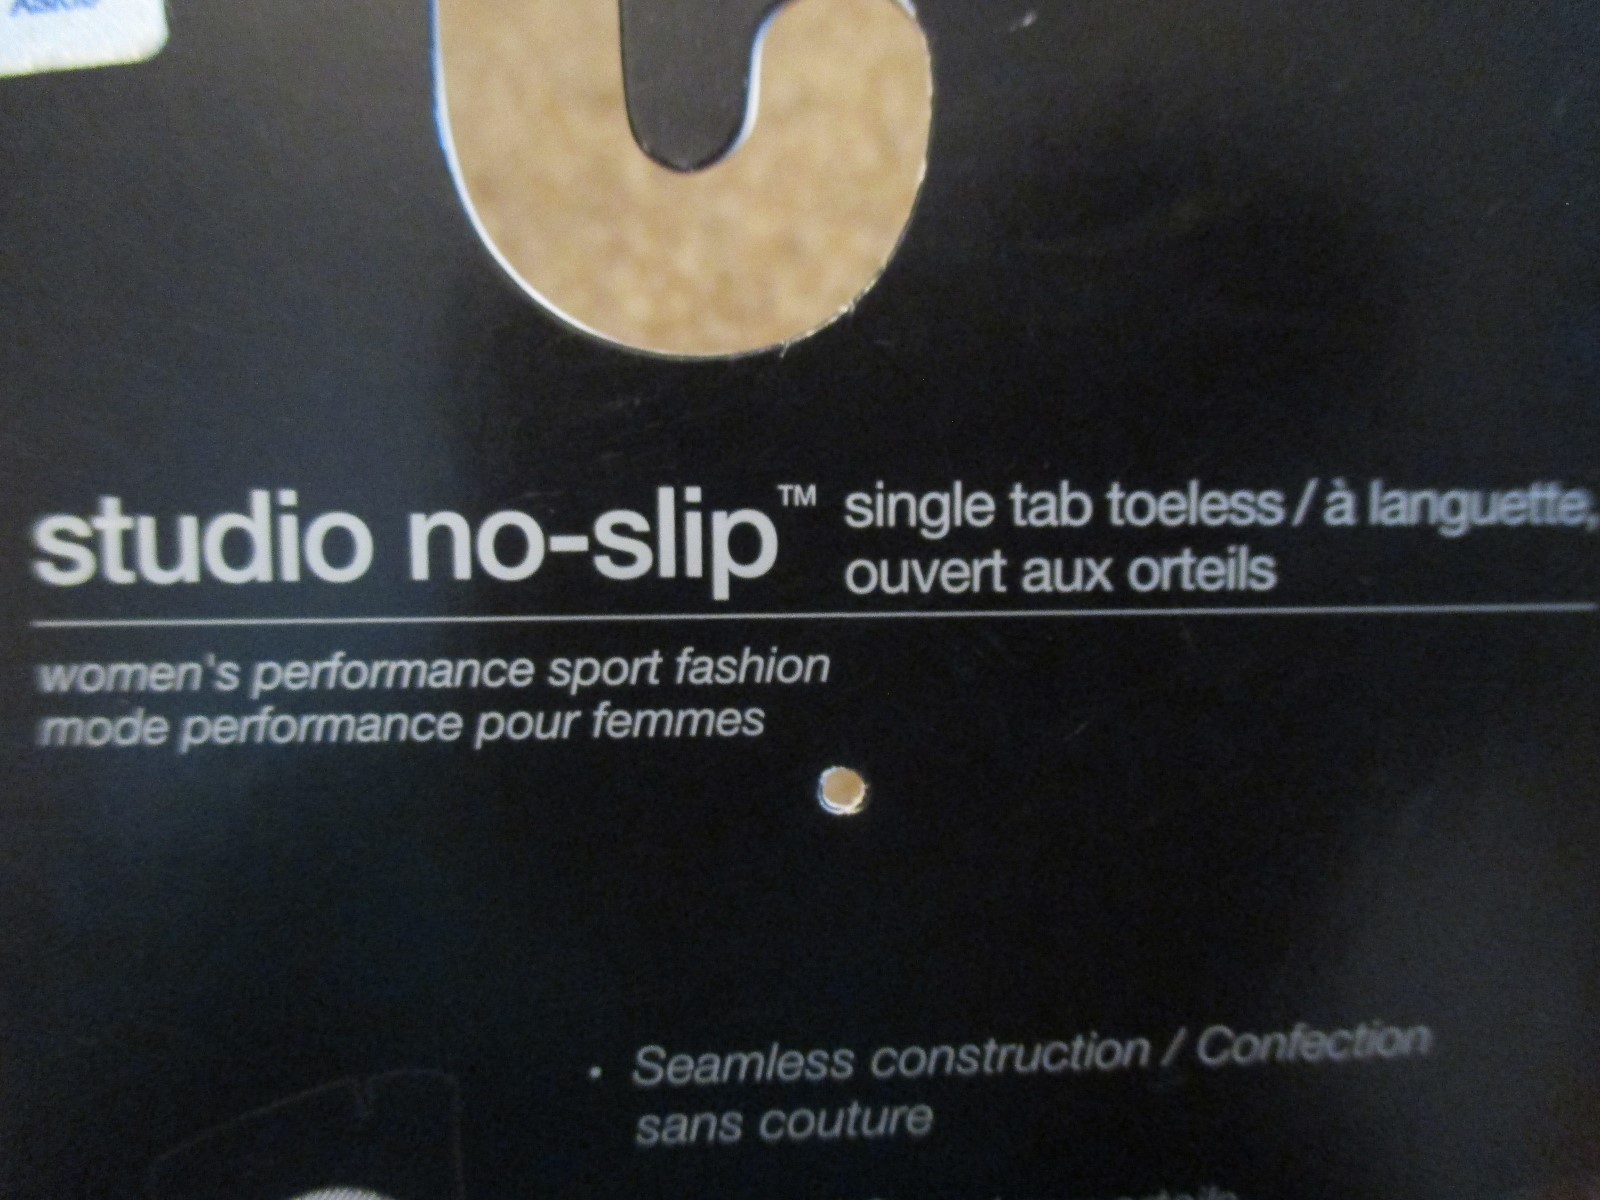 studio no-slip™ single tab toeless / à languette,
ouvert aux orteils
women's performance sport fashion
mode performance pour femmes
· Seamless construction / Confection
sans couture